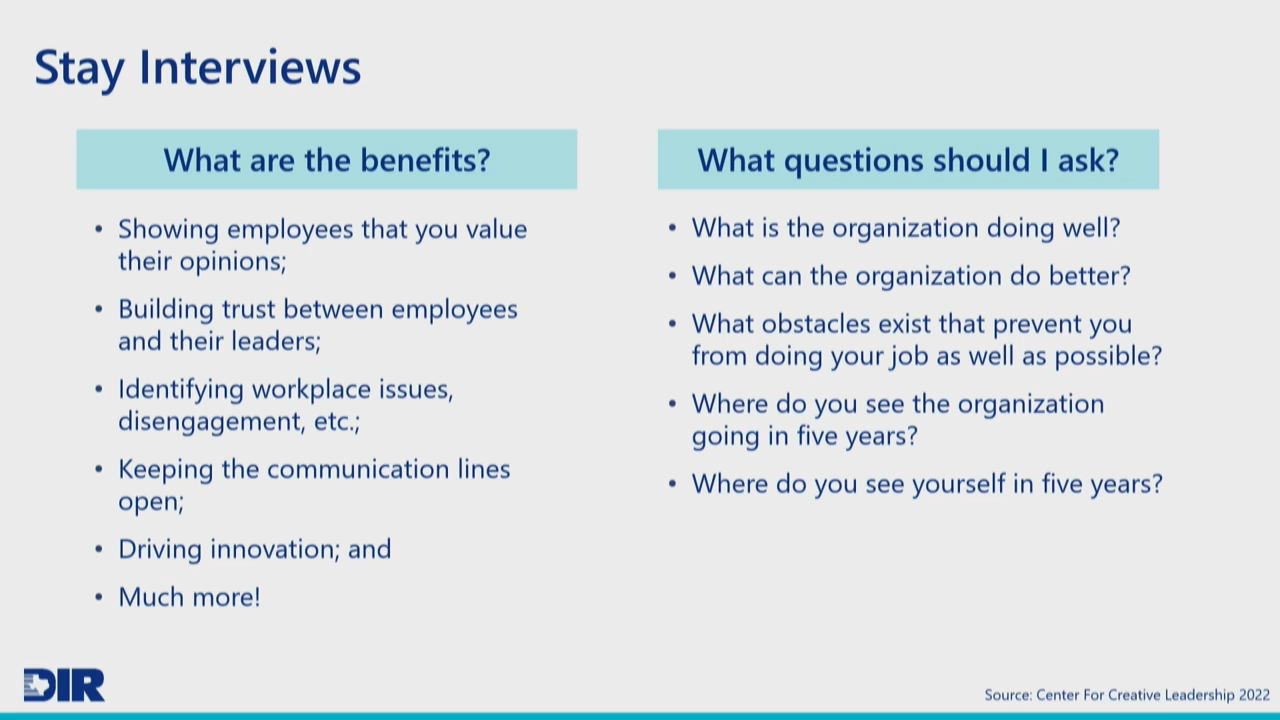 Stay Interviews
What are the benefits?
• Showing employees that you value
their opinions;
• Building trust between employees
and their leaders;
• Identifying workplace issues,
disengagement, etc.;
• Keeping the communication lines
open;
• Driving innovation; and
• Much more!
What questions should I ask?
• What is the organization doing well?
• What can the organization do better?
• What obstacles exist that prevent you
from doing your job as well as possible?
• Where do you see the organization
going in five years?
• Where do you see yourself in five years?
DIR
Source: Center For Creative Leadership 2022